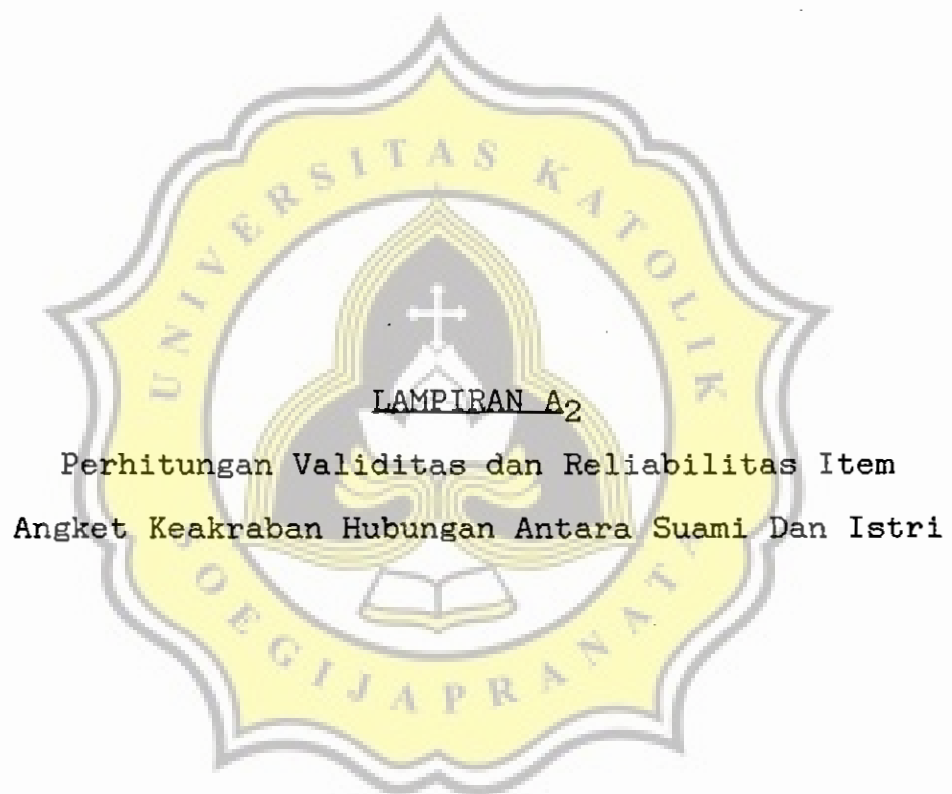 UNIVERSITAS KATOLIK
LAMPIRAN A2
Perhitungan Validitas dan Reliabilitas Item
Angket Keakraban Hubungan Antara Suami Dan Istri
SOEGIJAPRANATA